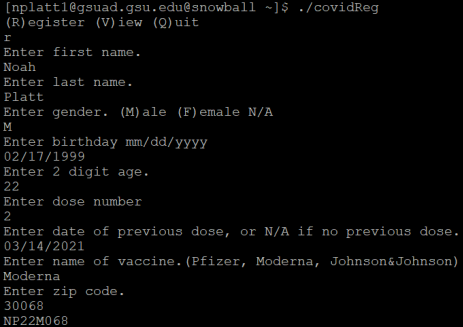 [nplatt1@gsuad.gsu.edu@snowball ~]$ ./covidReg
(R)egister (V)iew (Q)uit
r
Enter first name.
Noah
Enter last name.
Platt
Enter gender. (M)ale (F)emale N/A
M
Enter birthday mm/dd/yyyy
02/17/1999
Enter 2 digit age.
22
Enter dose number
2
Enter date of previous dose, or N/A if no previous dose.
03/14/2021
Enter name of vaccine.(Pfizer, Moderna, Johnson&Johnson)
Moderna
Enter zip code.
30068
NP22M068